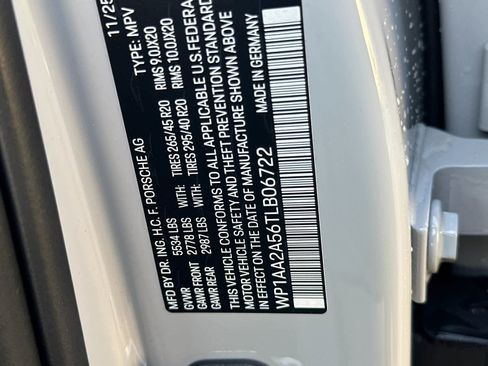 MFD BY DR. ING. H.C. F. PORSCHE AG 11/25
GVWR 5534 LBS TYPE: MPV
GAWR FRONT 2778 LBS WITH: TIRES 265/45 R20 RIMS 9.0JX20
GAWR REAR 2987 LBS WITH: TIRES 295/40 R20 RIMS 10.0JX20
THIS VEHICLE CONFORMS TO ALL APPLICABLE U.S. FEDERAL
MOTOR VEHICLE SAFETY AND THEFT PREVENTION STANDARDS
IN EFFECT ON THE DATE OF MANUFACTURE SHOWN ABOVE
WP1AA2A56TLB06722 MADE IN GERMANY